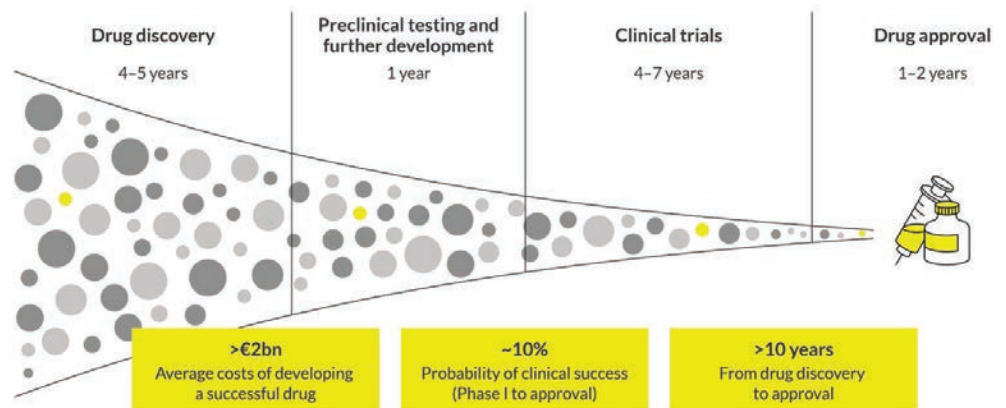 Drug discovery
4–5 years
Preclinical testing and
further development
1 year
Clinical trials
4–7 years
Drug approval
1–2 years
>€2bn
Average costs of developing
a successful drug
~10%
Probability of clinical success
(Phase I to approval)
>10 years
From drug discovery
to approval